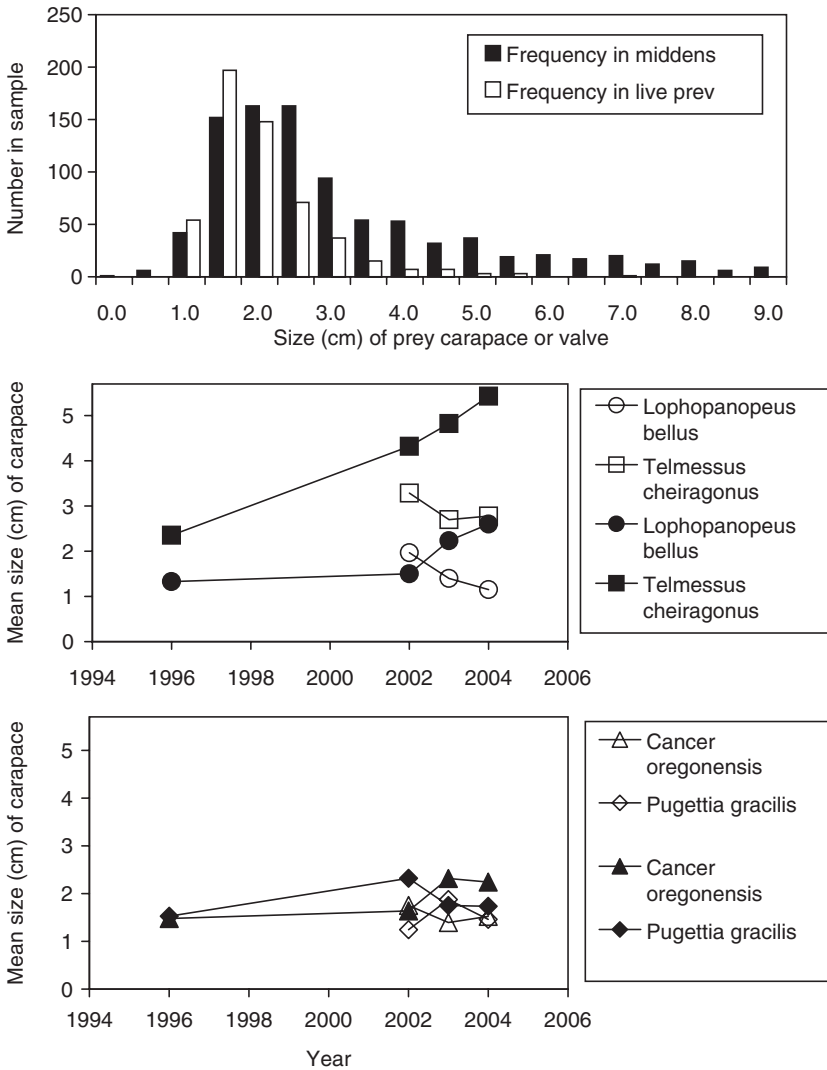 250
200
150
100
50
0
Number in sample
Frequency in middens
Frequency in live prev
0.0 1.0 2.0 3.0 4.0 5.0 6.0 7.0 8.0 9.0
Size (cm) of prey carapace or valve
5
4
3
2
1
0
Mean size (cm) of carapace
1994 1996 1998 2000 2002 2004 2006
Lophopanopeus
bellus
Telmessus
cheiragonus
Lophopanopeus
bellus
Telmessus
cheiragonus
5
4
3
2
1
0
Mean size (cm) of carapace
1994 1996 1998 2000 2002 2004 2006
Year
Cancer
oregonensis
Pugettia gracilis
Cancer
oregonensis
Pugettia gracilis